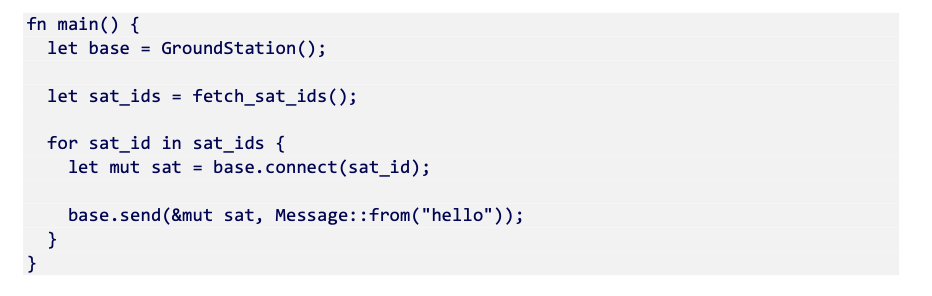 fn main() {
  let base = GroundStation();

  let sat_ids = fetch_sat_ids();

  for sat_id in sat_ids {
    let mut sat = base.connect(sat_id);

    base.send(&mut sat, Message::from("hello"));
  }
}